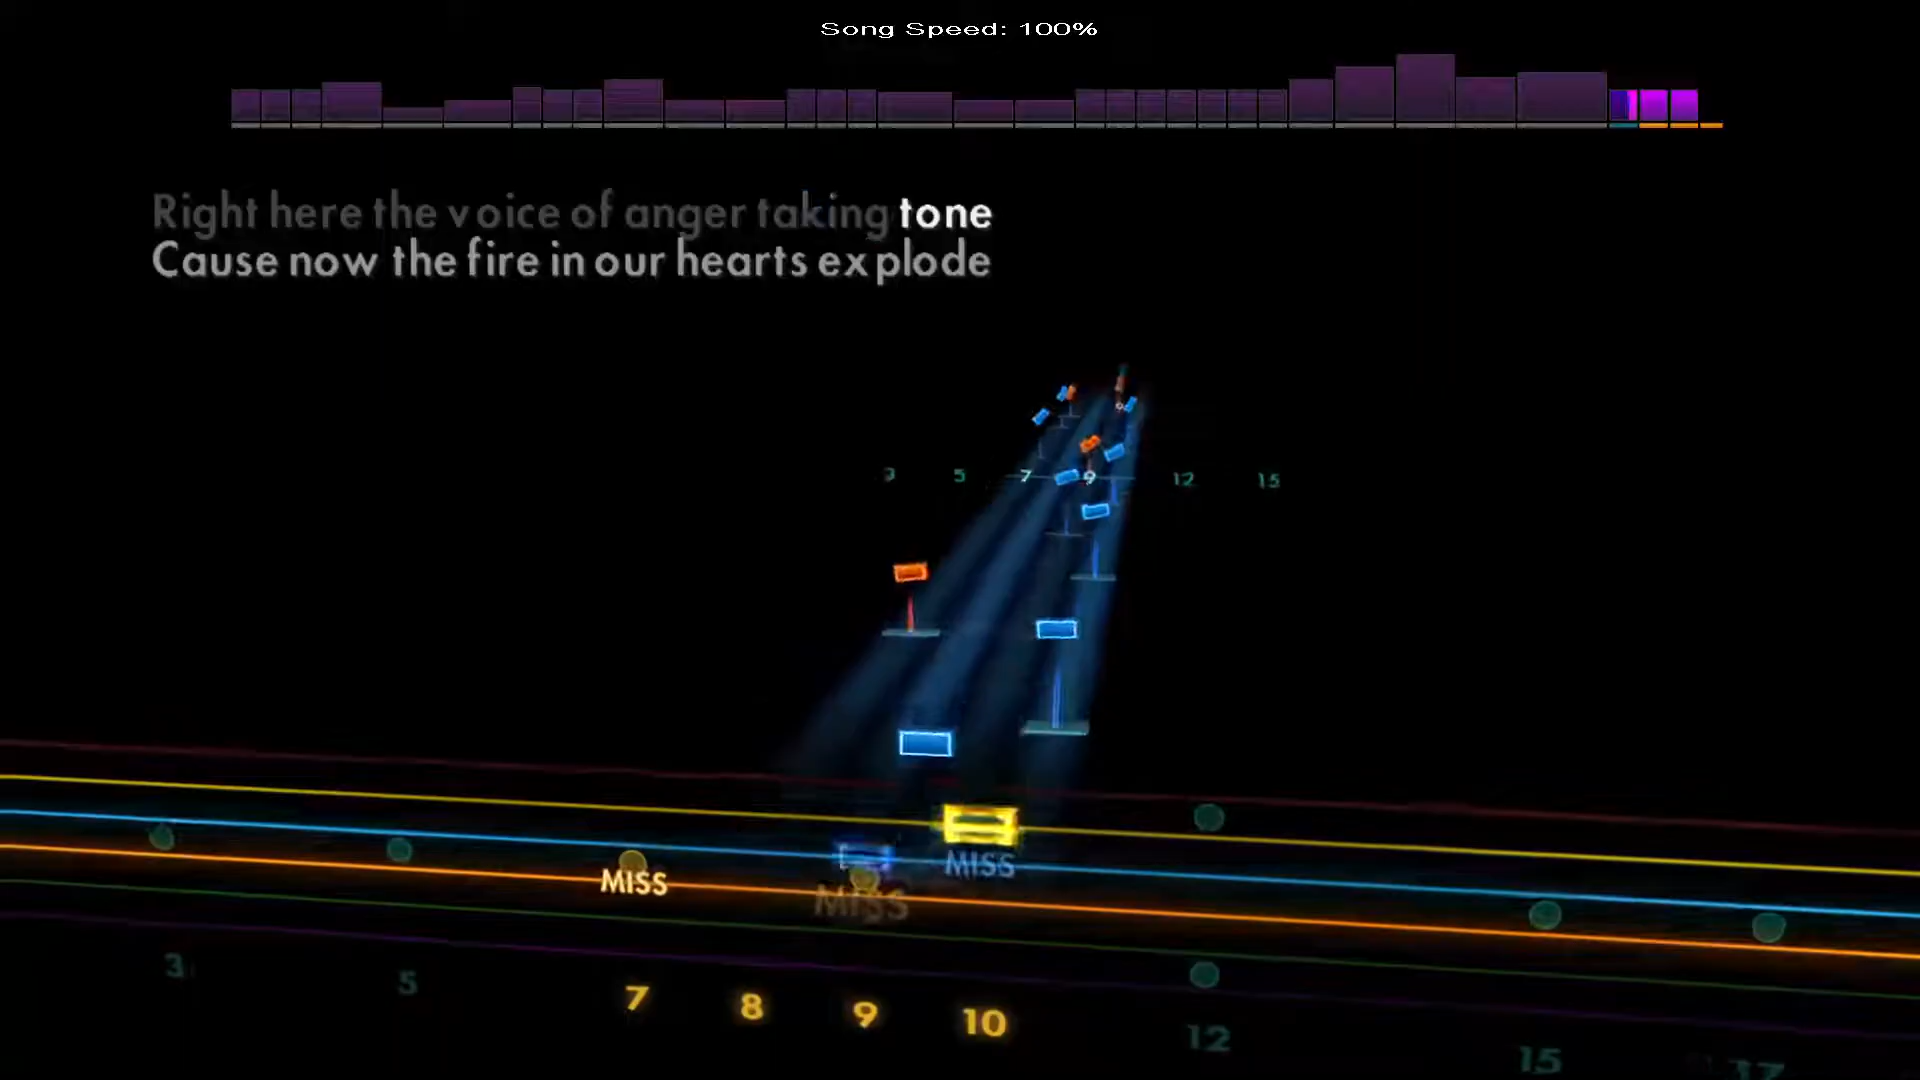 Song Speed: 100%
Right here the voice of anger taking tone
Cause now the fire in our hearts explode
3 5 7 9 12 15
MISS
MISS
MISS
3 5 7 8 9 10 12 15 17